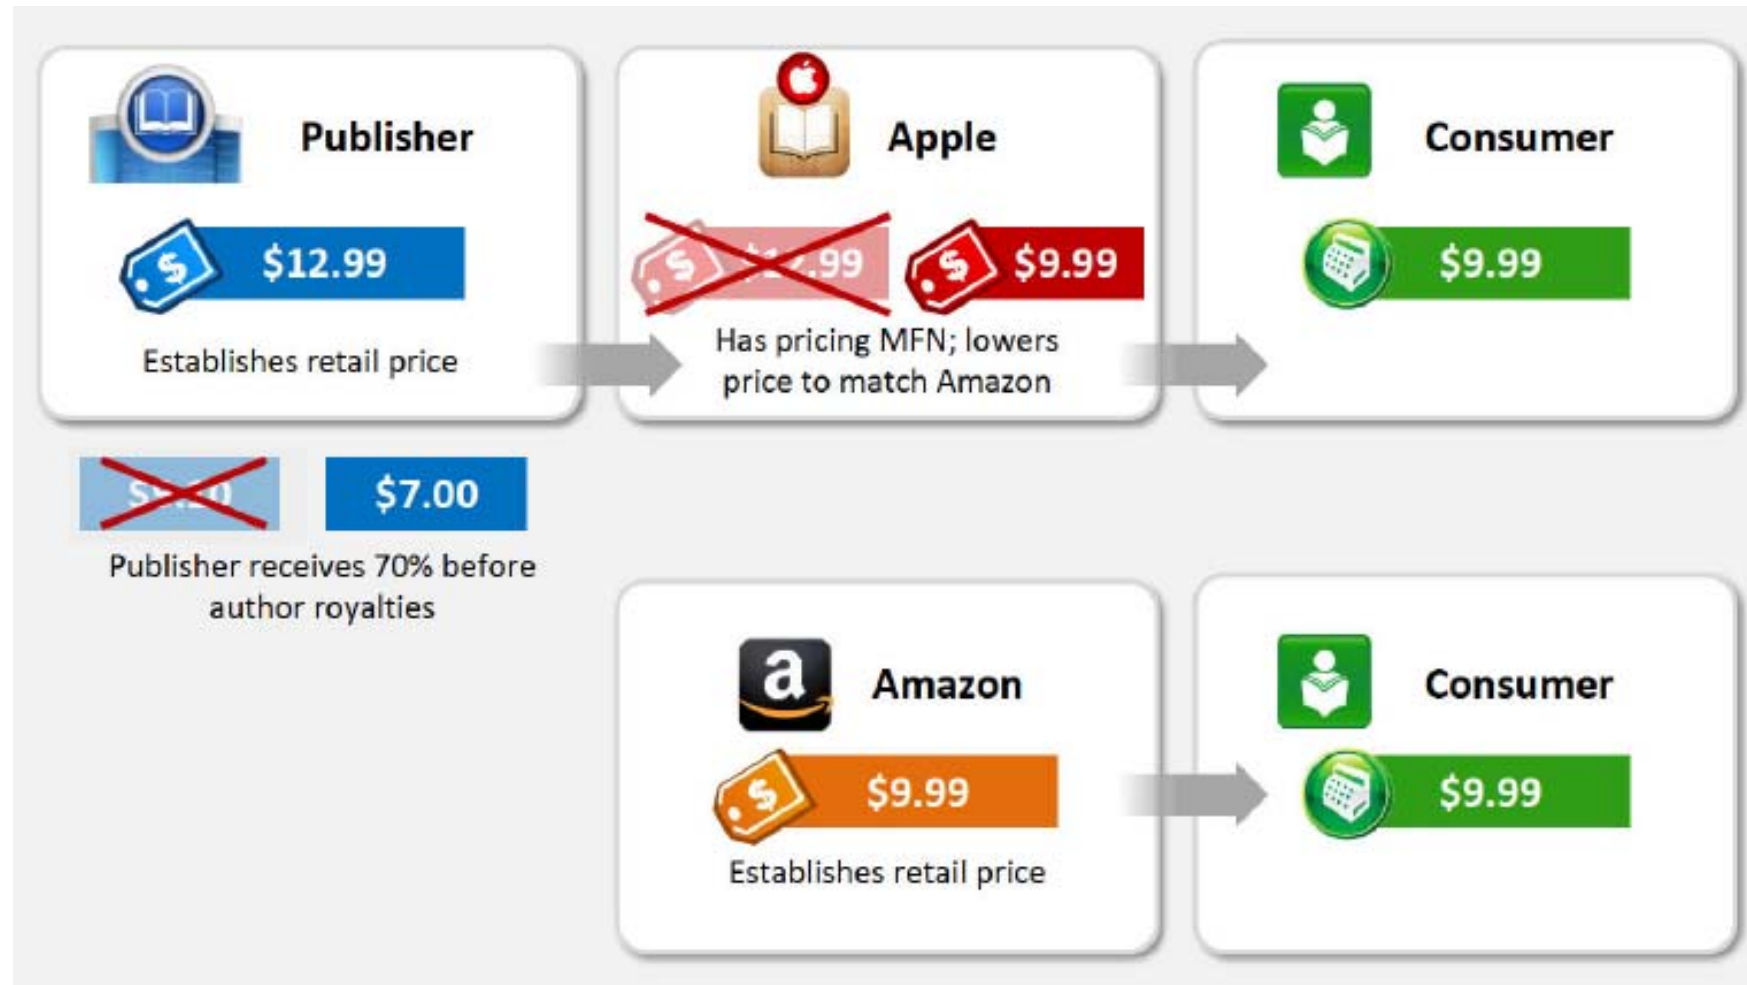 Publisher
$12.99
Establishes retail price
Apple
$9.99
Has pricing MFN; lowers
price to match Amazon
Consumer
$9.99
$7.00
Publisher receives 70% before
author royalties
Amazon
$9.99
Establishes retail price
Consumer
$9.99